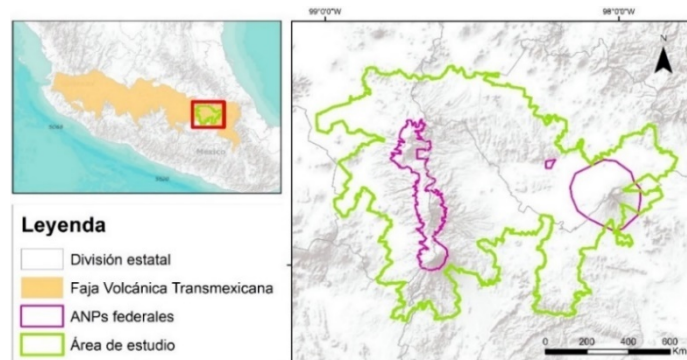 99°0'0"W
98°0'0"W
N
México
Leyenda
División estatal
Faja Volcánica Transmexicana
ANPs federales
Área de estudio
0 200 400 600
Km